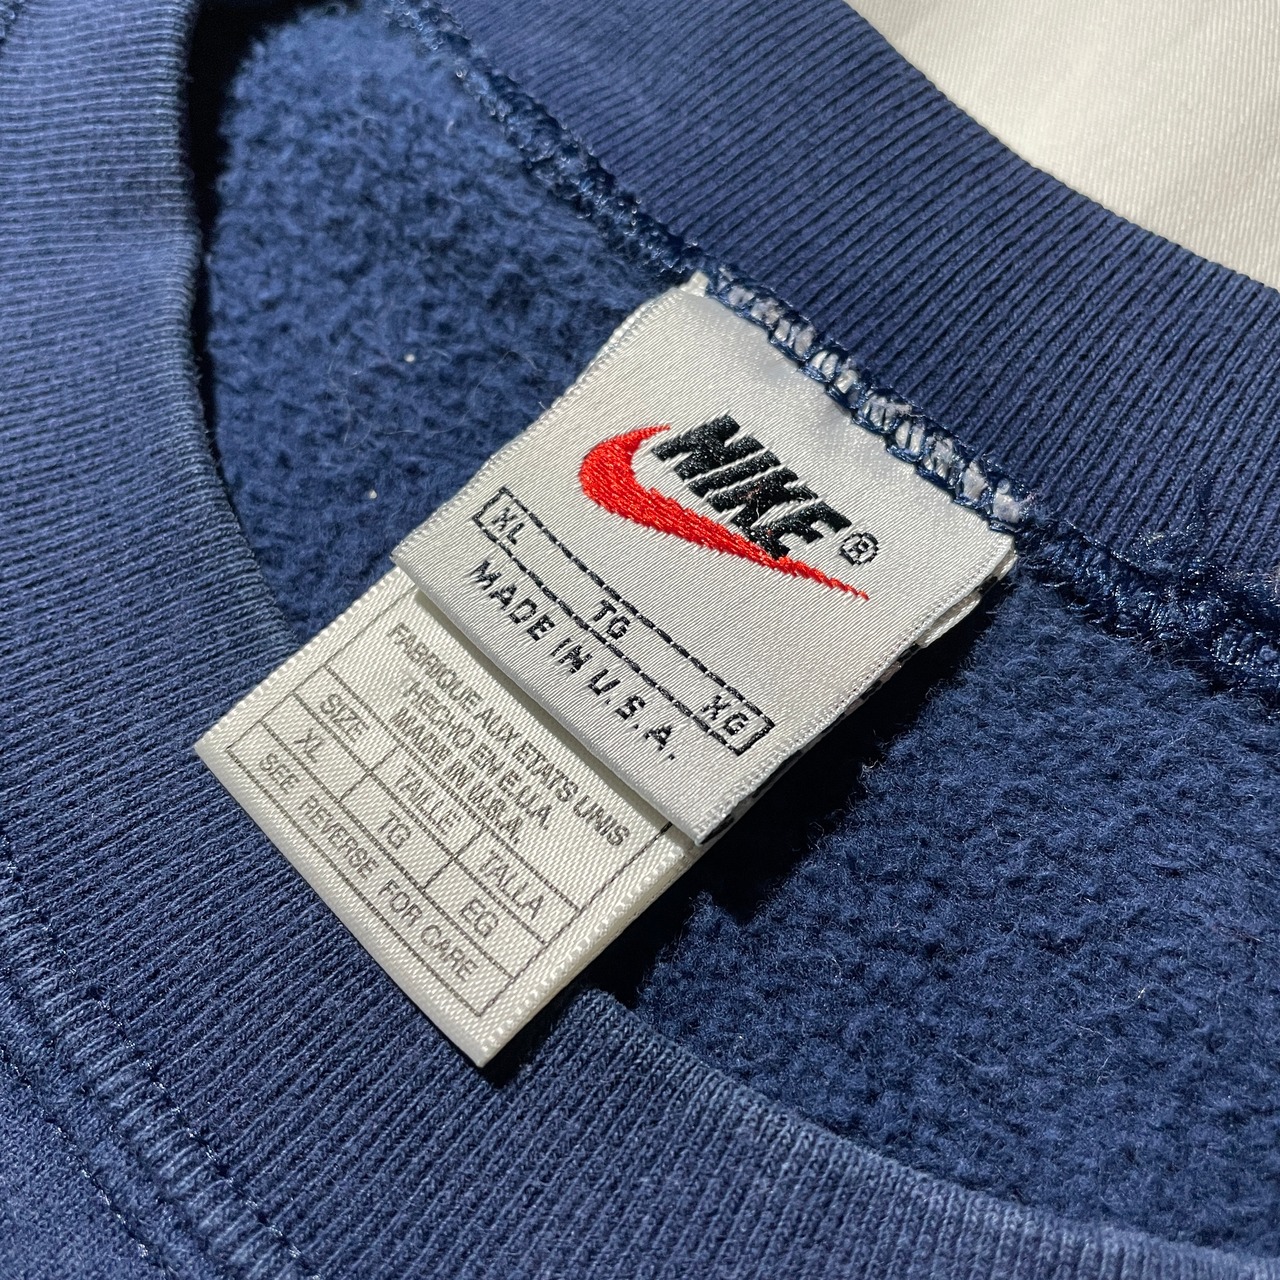 NIKE®
XL TG XG
MADE IN U.S.A.
FABRIQUE AUX ETATS UNIS
HECHO EN E.U.A.
MADE IN U.S.A.
SIZE TAILLE TALLA
XL TG EG
SEE REVERSE FOR CARE